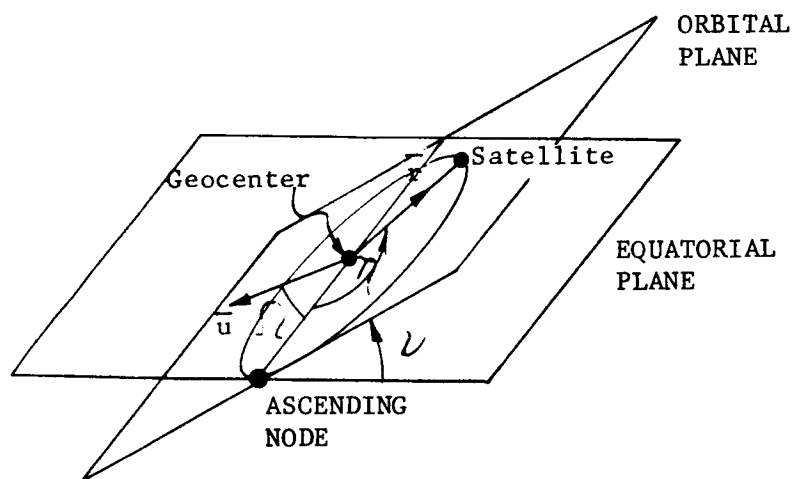 ORBITAL
PLANE
Satellite
r
Geocenter
EQUATORIAL
PLANE
η
u
Ω
ν
ASCENDING
NODE